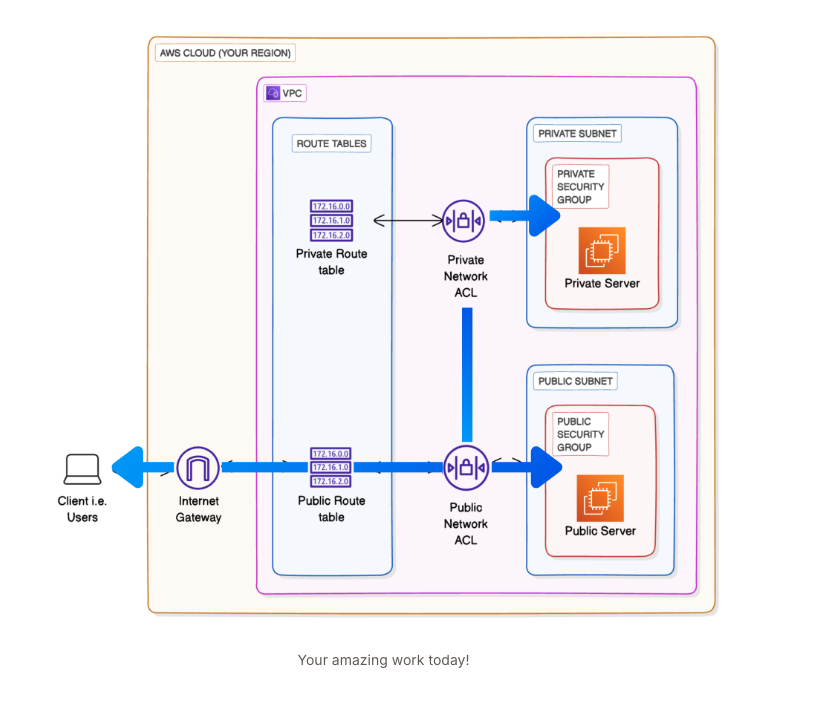 AWS CLOUD (YOUR REGION)
VPC
ROUTE TABLES
172.16.0.0
172.16.1.0
172.16.2.0
Private Route
table
Private
Network
ACL
PRIVATE SUBNET
PRIVATE
SECURITY
GROUP
Private Server
Client i.e.
Users
Internet
Gateway
172.16.0.0
172.16.1.0
172.16.2.0
Public Route
table
Public
Network
ACL
PUBLIC SUBNET
PUBLIC
SECURITY
GROUP
Public Server
Your amazing work today!